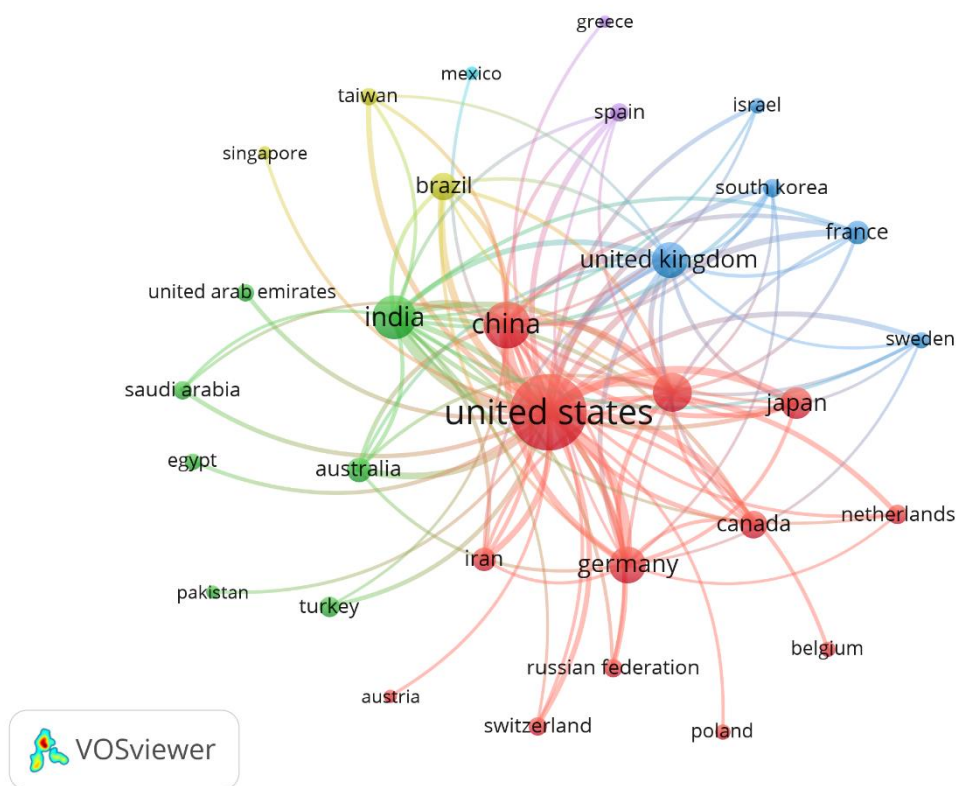 greece
mexico
taiwan
spain
israel
singapore
brazil
south korea
france
united kingdom
united arab emirates
india
china
sweden
saudi arabia
united states
japan
egypt
australia
netherlands
canada
iran
germany
pakistan
turkey
belgium
russian federation
austria
switzerland
poland
VOSviewer